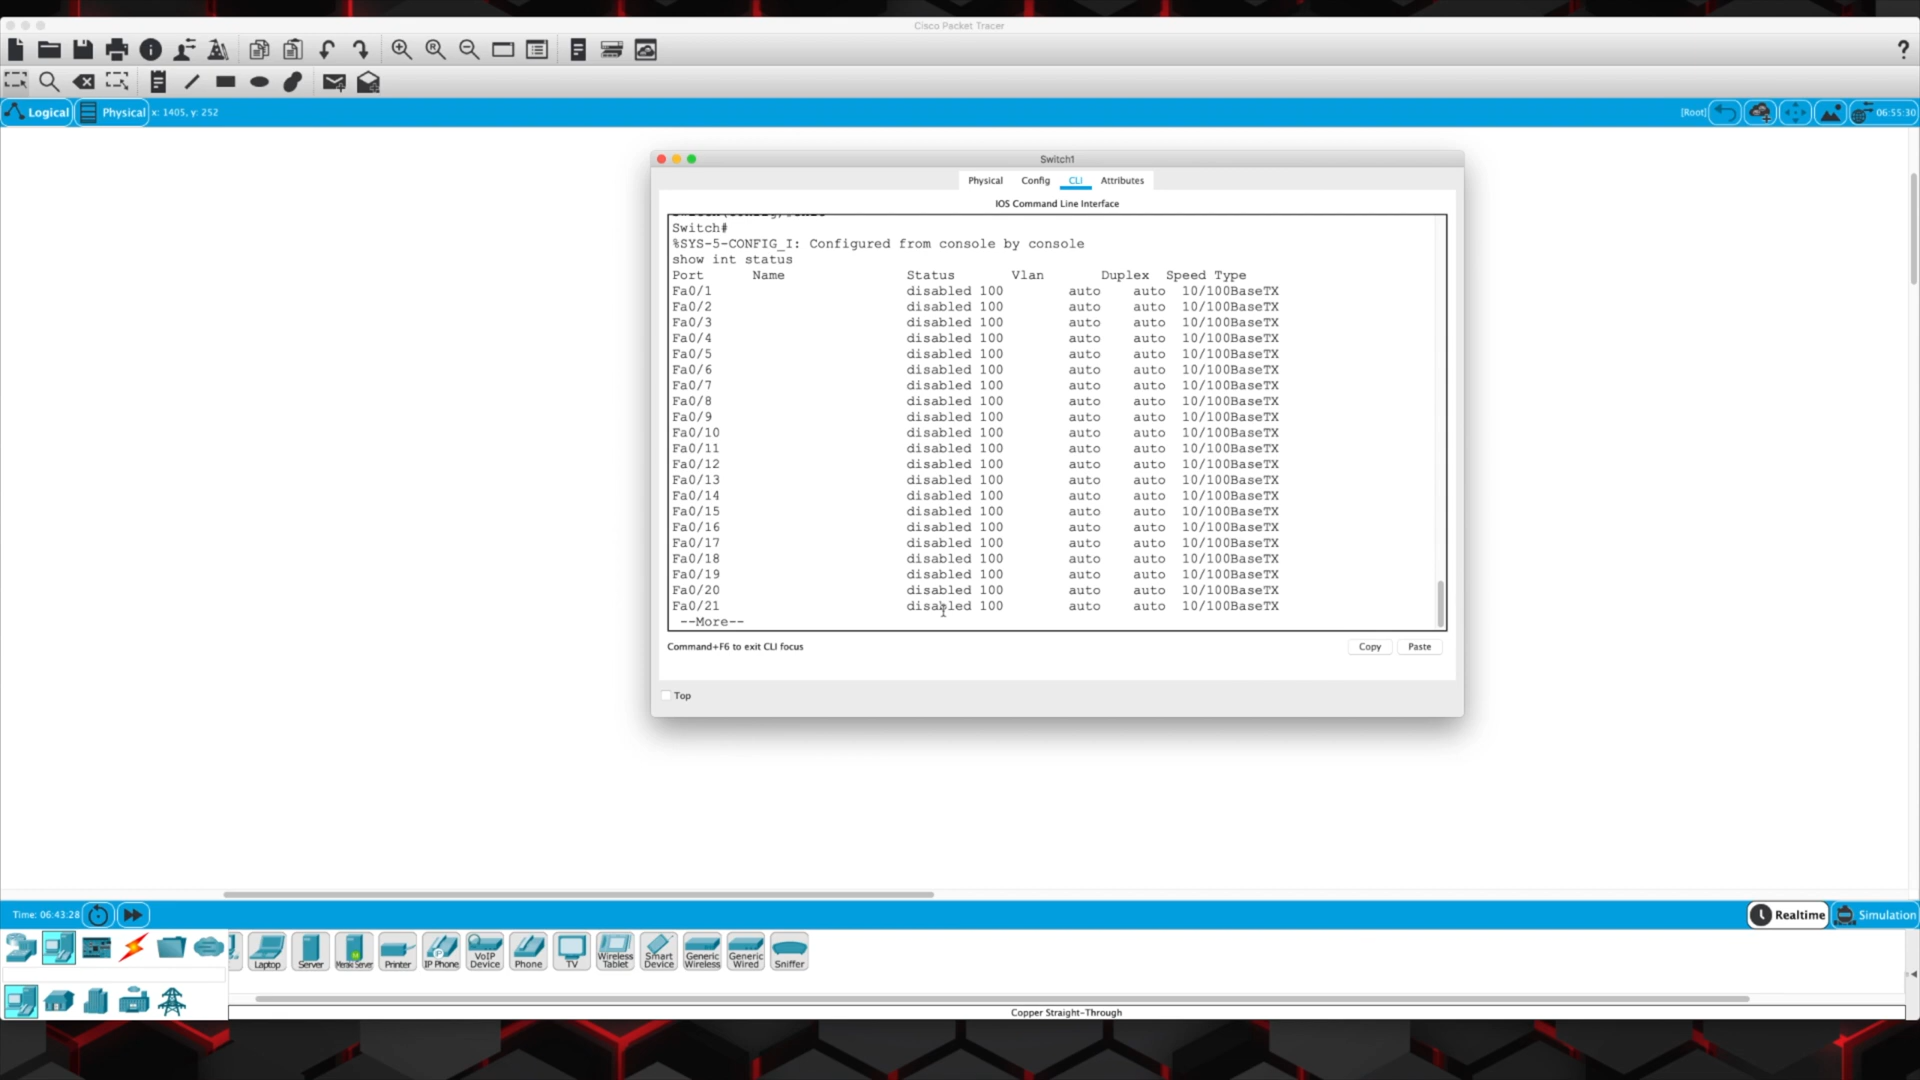 Cisco Packet Tracer
?
Logical
Physical
x: 1405, y: 252
[Root]
06:55:30
Switch1
Physical Config CLI Attributes
IOS Command Line Interface
Switch#
%SYS-5-CONFIG_I: Configured from console by console
show int status
Port Name Status Vlan Duplex Speed Type
Fa0/1 disabled 100 auto auto 10/100BaseTX
Fa0/2 disabled 100 auto auto 10/100BaseTX
Fa0/3 disabled 100 auto auto 10/100BaseTX
Fa0/4 disabled 100 auto auto 10/100BaseTX
Fa0/5 disabled 100 auto auto 10/100BaseTX
Fa0/6 disabled 100 auto auto 10/100BaseTX
Fa0/7 disabled 100 auto auto 10/100BaseTX
Fa0/8 disabled 100 auto auto 10/100BaseTX
Fa0/9 disabled 100 auto auto 10/100BaseTX
Fa0/10 disabled 100 auto auto 10/100BaseTX
Fa0/11 disabled 100 auto auto 10/100BaseTX
Fa0/12 disabled 100 auto auto 10/100BaseTX
Fa0/13 disabled 100 auto auto 10/100BaseTX
Fa0/14 disabled 100 auto auto 10/100BaseTX
Fa0/15 disabled 100 auto auto 10/100BaseTX
Fa0/16 disabled 100 auto auto 10/100BaseTX
Fa0/17 disabled 100 auto auto 10/100BaseTX
Fa0/18 disabled 100 auto auto 10/100BaseTX
Fa0/19 disabled 100 auto auto 10/100BaseTX
Fa0/20 disabled 100 auto auto 10/100BaseTX
Fa0/21 disabled 100 auto auto 10/100BaseTX
--More--
Command+F6 to exit CLI focus
Copy Paste
Top
Time: 06:43:28
Realtime
Simulation
Laptop
Server
Meraki Server
Printer
IP Phone
VoIP Device
Phone
TV
Wireless Tablet
Smart Device
Generic Wireless
Generic Wired
Sniffer
Copper Straight-Through